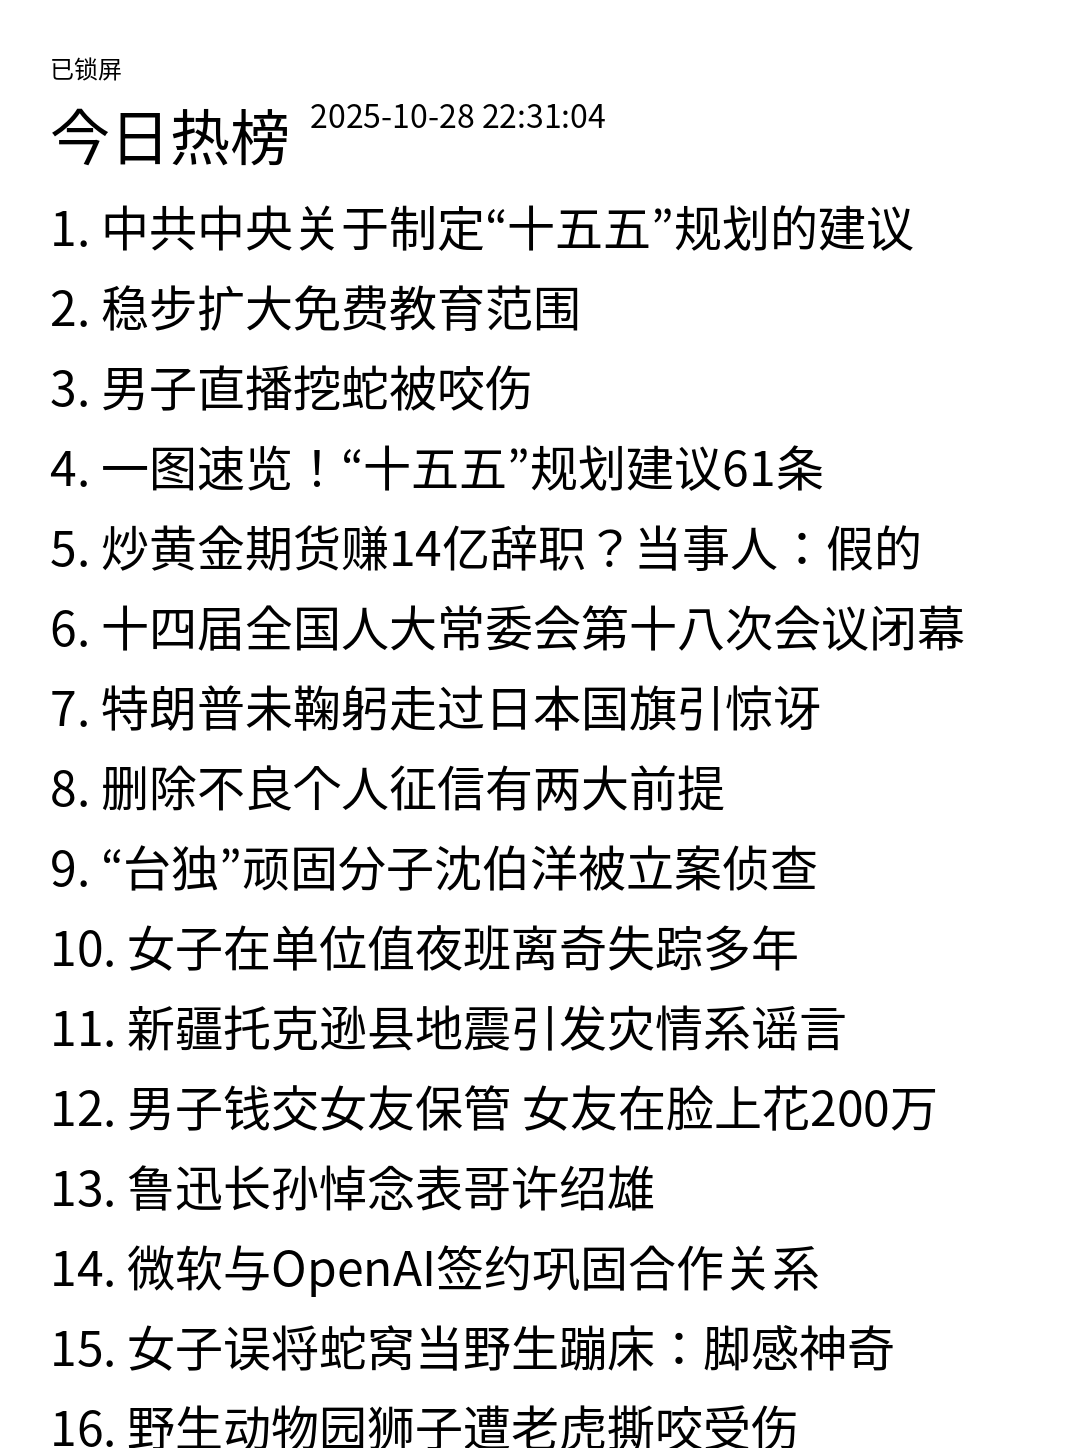 已锁屏
今日热榜 2025-10-28 22:31:04
1. 中共中央关于制定“十五五”规划的建议
2. 稳步扩大免费教育范围
3. 男子直播挖蛇被咬伤
4. 一图速览！“十五五”规划建议61条
5. 炒黄金期货赚14亿辞职？当事人：假的
6. 十四届全国人大常委会第十八次会议闭幕
7. 特朗普未鞠躬走过日本国旗引惊讶
8. 删除不良个人征信有两大前提
9. “台独”顽固分子沈伯洋被立案侦查
10. 女子在单位值夜班离奇失踪多年
11. 新疆托克逊县地震引发灾情系谣言
12. 男子钱交女友保管 女友在脸上花200万
13. 鲁迅长孙悼念表哥许绍雄
14. 微软与OpenAI签约巩固合作关系
15. 女子误将蛇窝当野生蹦床：脚感神奇
16. 野生动物园狮子遭老虎撕咬受伤